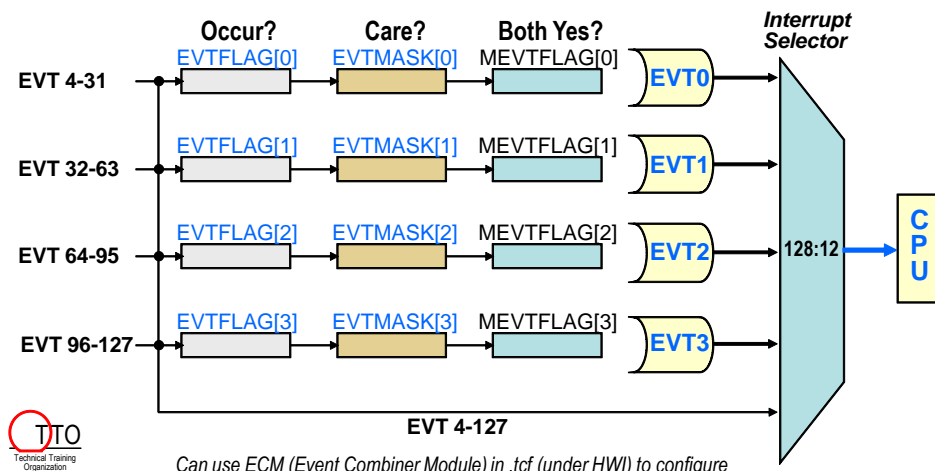 Occur? Care? Both Yes? Interrupt
Selector
EVTFLAG[0] EVTMASK[0] MEVTFLAG[0]
EVT 4-31 EVT0
EVTFLAG[1] EVTMASK[1] MEVTFLAG[1]
EVT 32-63 EVT1
EVTFLAG[2] EVTMASK[2] MEVTFLAG[2]
EVT 64-95 EVT2 128:12 CPU
EVTFLAG[3] EVTMASK[3] MEVTFLAG[3]
EVT 96-127 EVT3
EVT 4-127
TTO
Technical Training
Organization
Can use ECM (Event Combiner Module) in .tcf (under HWI) to configure